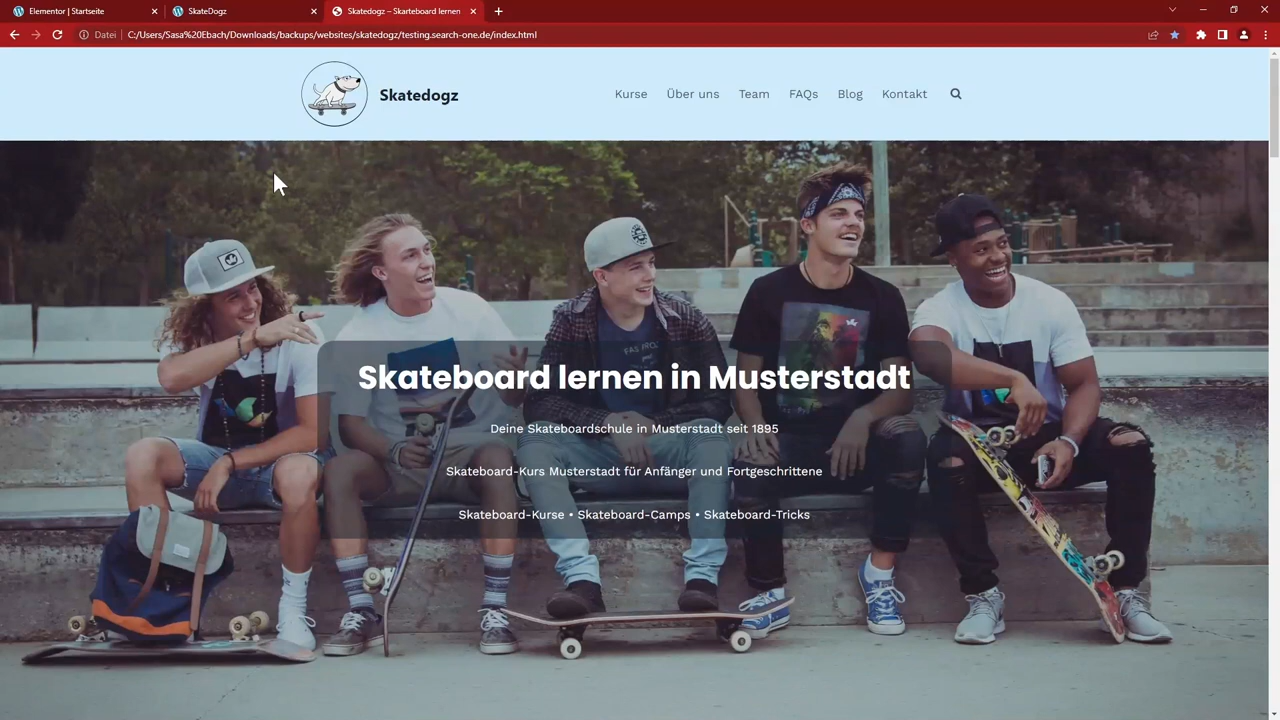 Elementor | Startseite
SkateDogz
Skatedogz – Skarteboard lernen
Datei
C:/Users/Sasa%20Ebach/Downloads/backups/websites/skatedogz/testing.search-one.de/index.html
Skatedogz
Kurse
Über uns
Team
FAQs
Blog
Kontakt
Skateboard lernen in Musterstadt
Deine Skateboardschule in Musterstadt seit 1895
Skateboard-Kurs Musterstadt für Anfänger und Fortgeschrittene
Skateboard-Kurse • Skateboard-Camps • Skateboard-Tricks